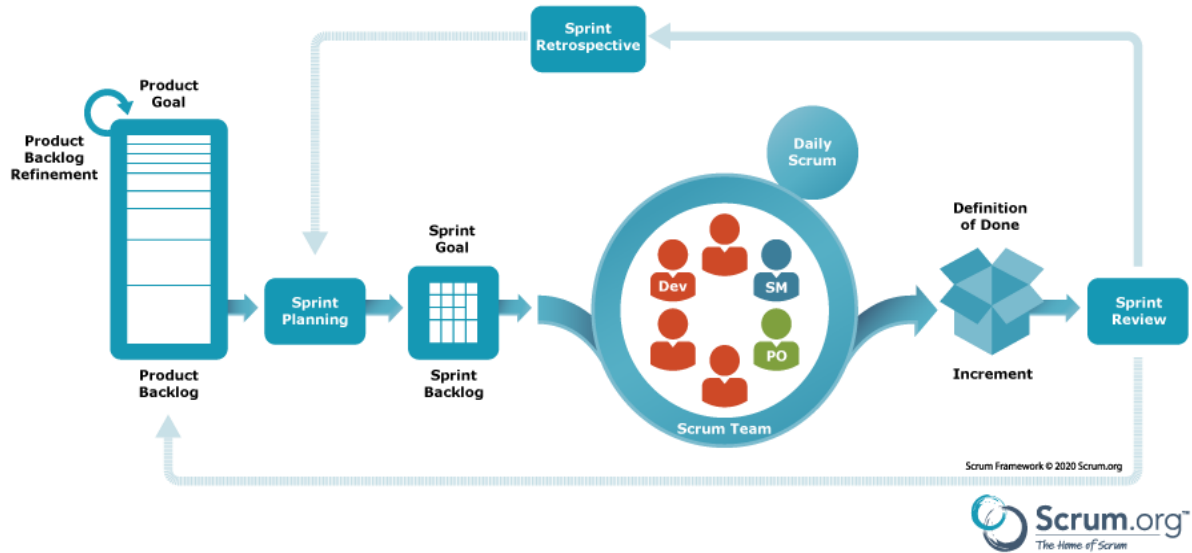 Sprint
Retrospective
Product
Goal
Product
Backlog
Refinement
Daily
Scrum
Definition
of Done
Sprint
Goal
Dev
SM
Sprint
Planning
Sprint
Review
PO
Product
Backlog
Sprint
Backlog
Increment
Scrum Team
Scrum Framework © 2020 Scrum.org
Scrum.org™
The Home of Scrum